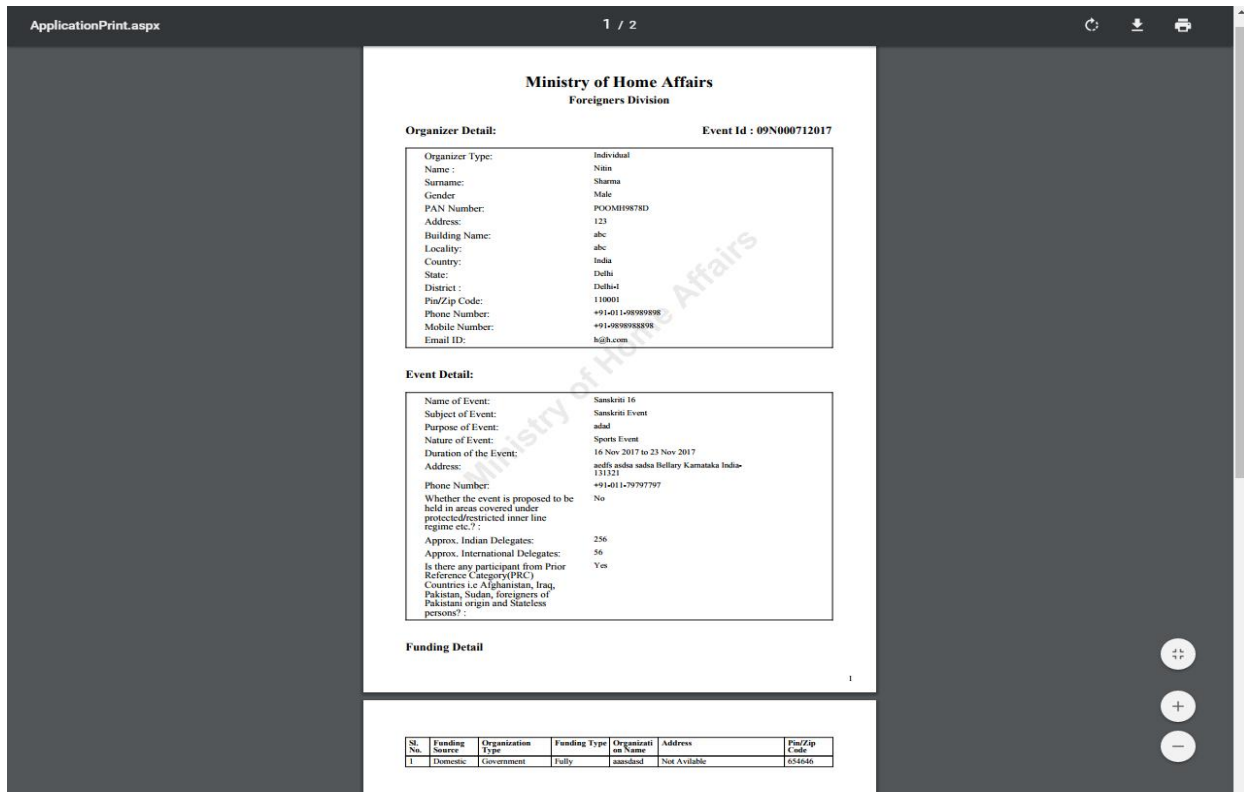 ApplicationPrint.aspx
1 / 2
Ministry of Home Affairs
Foreigners Division
Organizer Detail: Event Id : 09N000712017
Organizer Type: Individual
Name : Nitin
Surname: Sharma
Gender Male
PAN Number: POOMH9878D
Address: 123
Building Name: abc
Locality: abc
Country: India
State: Delhi
District : Delhi-I
Pin/Zip Code: 110001
Phone Number: +91-011-98989898
Mobile Number: +91-9898988898
Email ID: h@h.com
Event Detail:
Name of Event: Sanskriti 16
Subject of Event: Sanskriti Event
Purpose of Event: adad
Nature of Event: Sports Event
Duration of the Event: 16 Nov 2017 to 23 Nov 2017
Address: aedfs asdsa sadsa Bellary Karnataka India-
131321
Phone Number: +91-011-79797797
Whether the event is proposed to be No
held in areas covered under
protected/restricted inner line
regime etc.? :
Approx. Indian Delegates: 256
Approx. International Delegates: 56
Is there any participant from Prior Yes
Reference Category(PRC)
Countries i.e Afghanistan, Iraq,
Pakistan, Sudan, foreigners of
Pakistani origin and Stateless
persons? :
Ministry of Home Affairs
Funding Detail
1
Sl. Funding Organization Funding Type Organizati Address Pin/Zip
No. Source Type on Name Code
1 Domestic Government Fully aaasdasd Not Avilable 654646